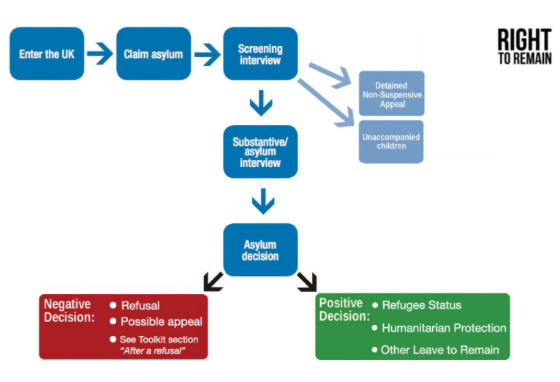 RIGHT
TO REMAIN
Enter the UK
Claim asylum
Screening
interview
Detained
Non-Suspensive
Appeal
Unaccompanied
children
Substantive/
asylum
interview
Asylum
decision
Negative
Decision:
● Refusal
● Possible appeal
● See Toolkit section
"After a refusal"
Positive
Decision:
● Refugee Status
● Humanitarian Protection
● Other Leave to Remain